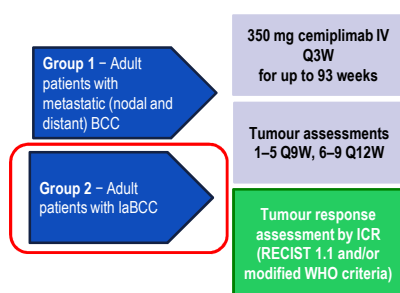 Group 1 – Adult
patients with
metastatic (nodal and
distant) BCC
Group 2 – Adult
patients with laBCC
350 mg cemiplimab IV
Q3W
for up to 93 weeks
Tumour assessments
1–5 Q9W, 6–9 Q12W
Tumour response
assessment by ICR
(RECIST 1.1 and/or
modified WHO criteria)